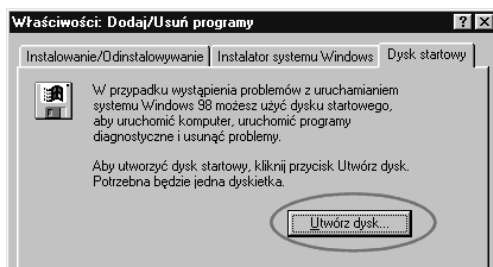 Właściwości: Dodaj/Usuń programy
Instalowanie/Odinstalowywanie Instalator systemu Windows Dysk startowy
W przypadku wystąpienia problemów z uruchamianiem
systemu Windows 98 możesz użyć dysku startowego,
aby uruchomić komputer, uruchomić programy
diagnostyczne i usunąć problemy.
Aby utworzyć dysk startowy, kliknij przycisk Utwórz dysk.
Potrzebna będzie jedna dyskietka.
Utwórz dysk...